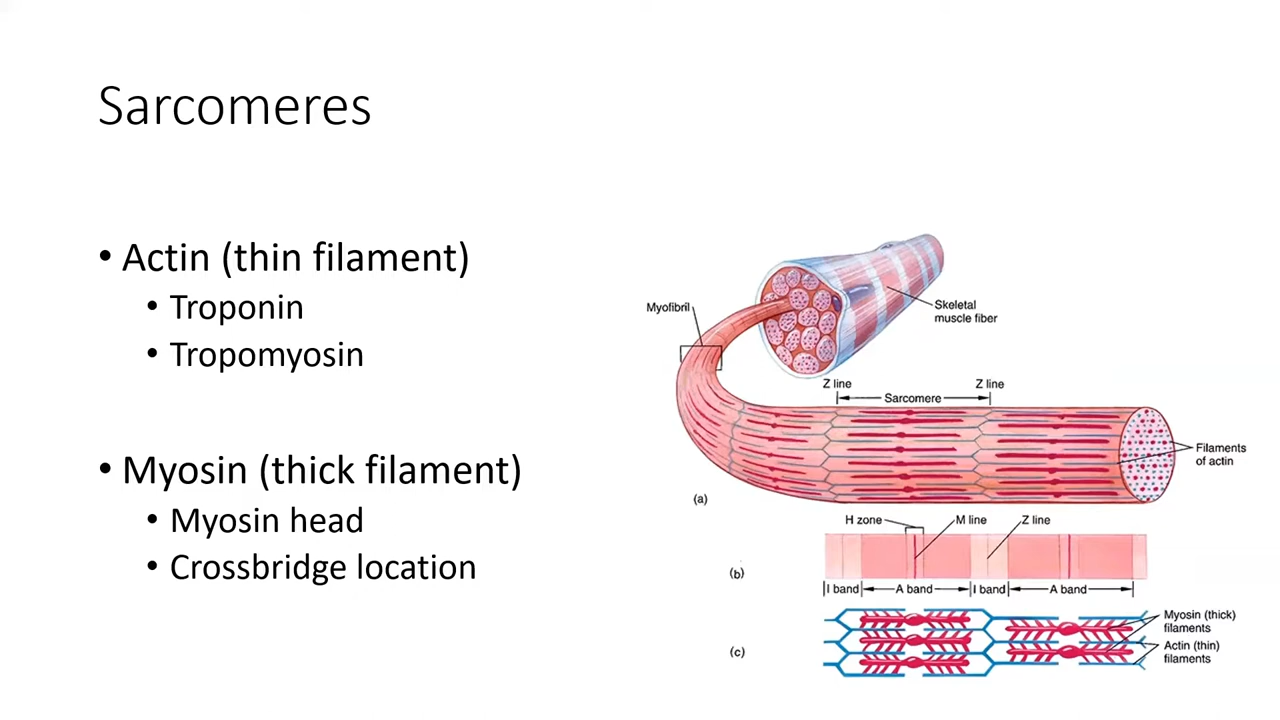 Sarcomeres
• Actin (thin filament)
• Troponin
• Tropomyosin
• Myosin (thick filament)
• Myosin head
• Crossbridge location
Myofibril
Skeletal
muscle fiber
Z line
Z line
Sarcomere
Filaments
of actin
(a)
H zone
M line
Z line
(b)
I band
A band
I band
A band
Myosin (thick)
filaments
(c)
Actin (thin)
filaments